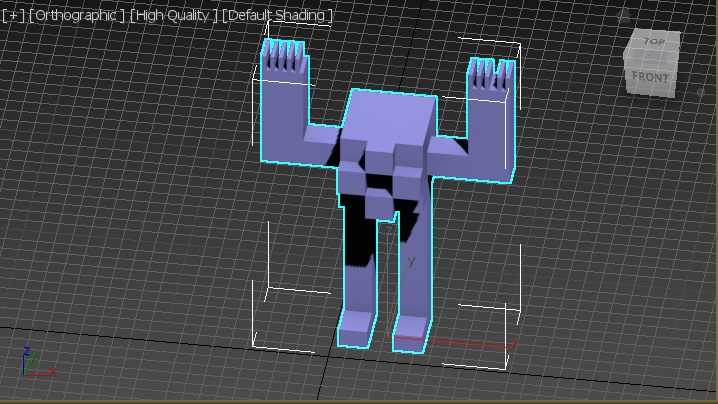 [+] [Orthographic] [High Quality] [Default Shading]
TOP
FRONT
y
x
z
y
x